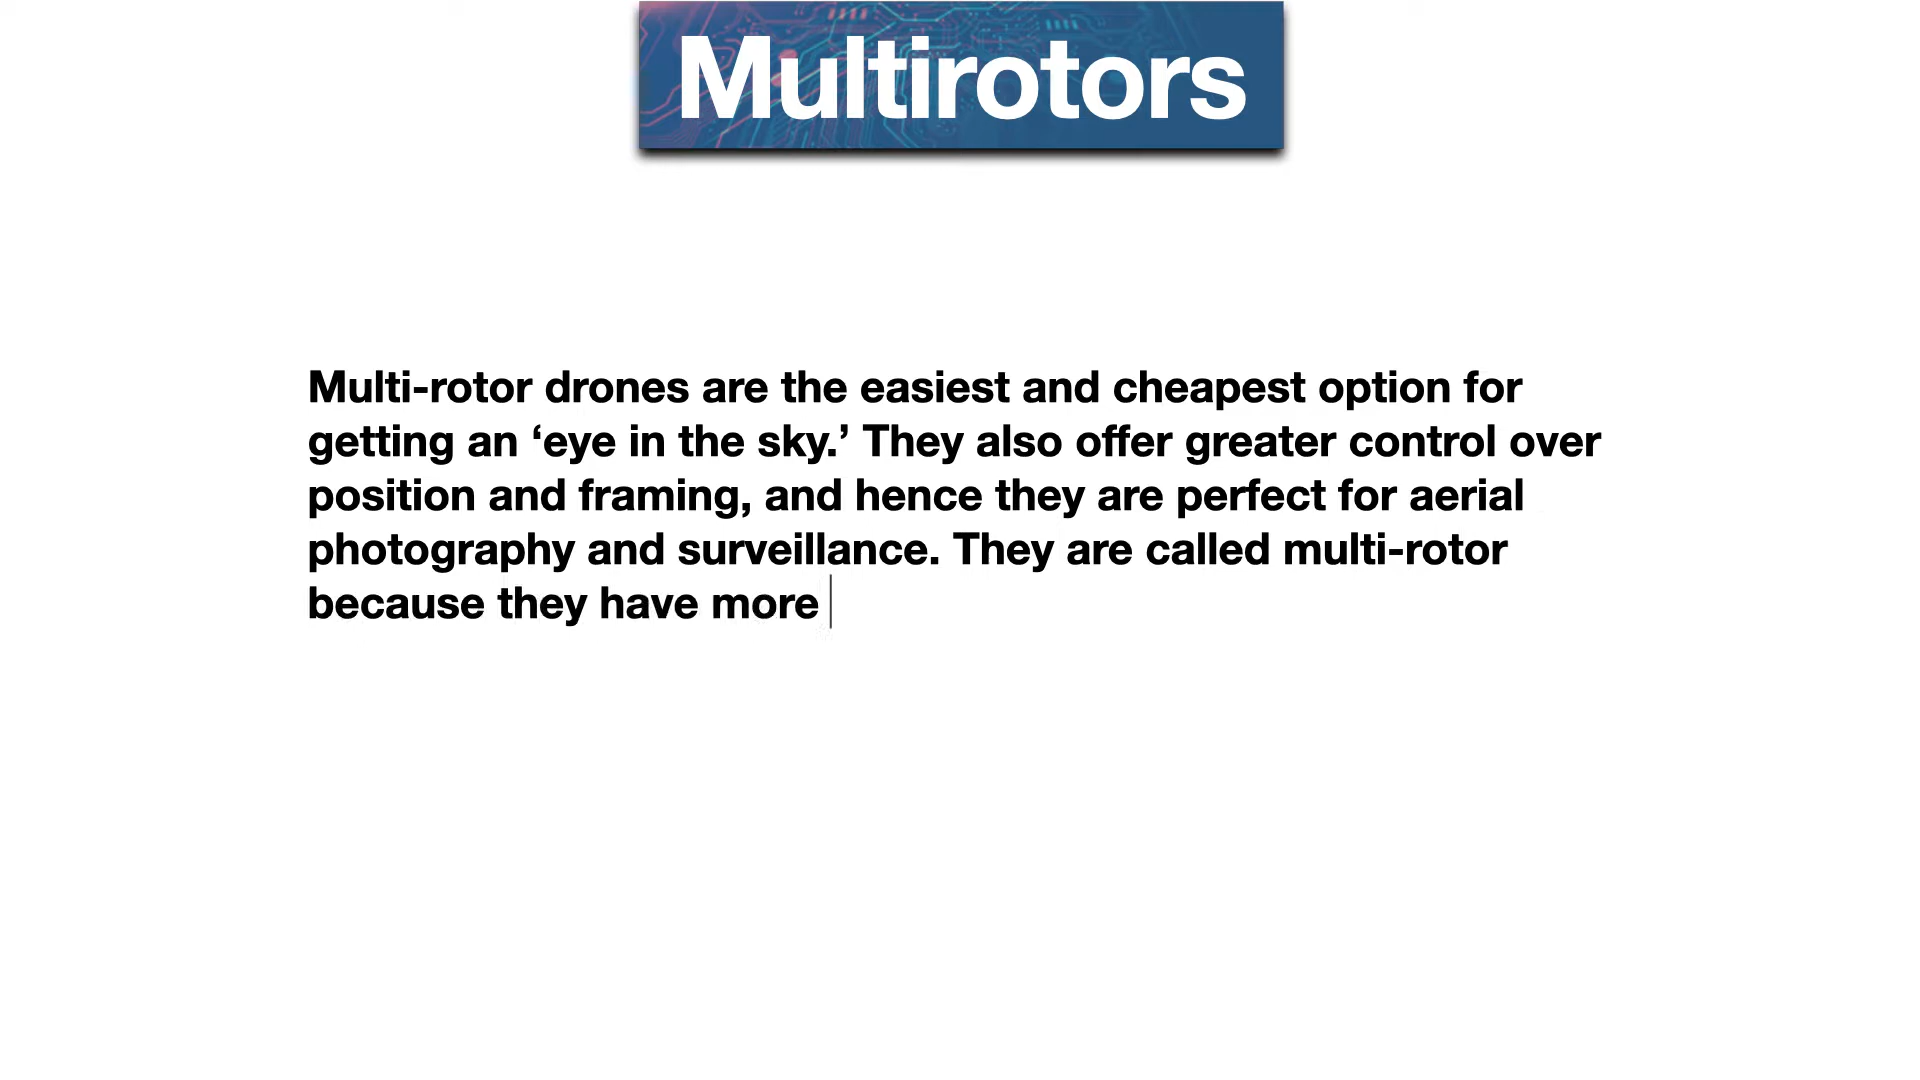 Multirotors
Multi-rotor drones are the easiest and cheapest option for
getting an ‘eye in the sky.’ They also offer greater control over
position and framing, and hence they are perfect for aerial
photography and surveillance. They are called multi-rotor
because they have more